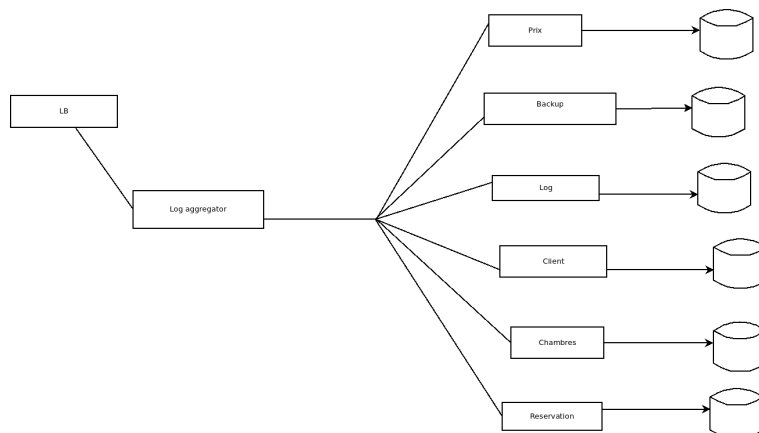 Prix
Backup
LB
Log
Log aggregator
Client
Chambres
Reservation